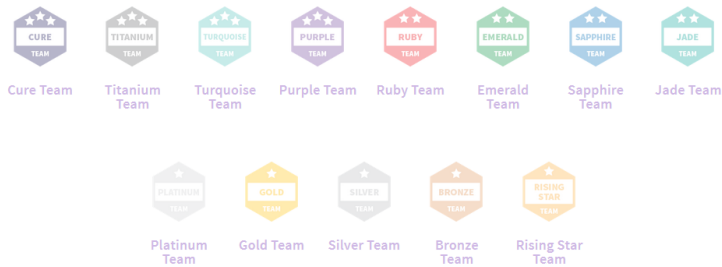 CURE TITANIUM TURQUOISE PURPLE RUBY EMERALD SAPPHIRE JADE
TEAM TEAM TEAM TEAM TEAM TEAM TEAM TEAM
Cure Team Titanium Turquoise Purple Team Ruby Team Emerald Sapphire Jade Team
Team Team Team Team
PLATINUM GOLD SILVER BRONZE RISING
STAR
TEAM TEAM TEAM TEAM TEAM
Platinum Gold Team Silver Team Bronze Rising Star
Team Team Team